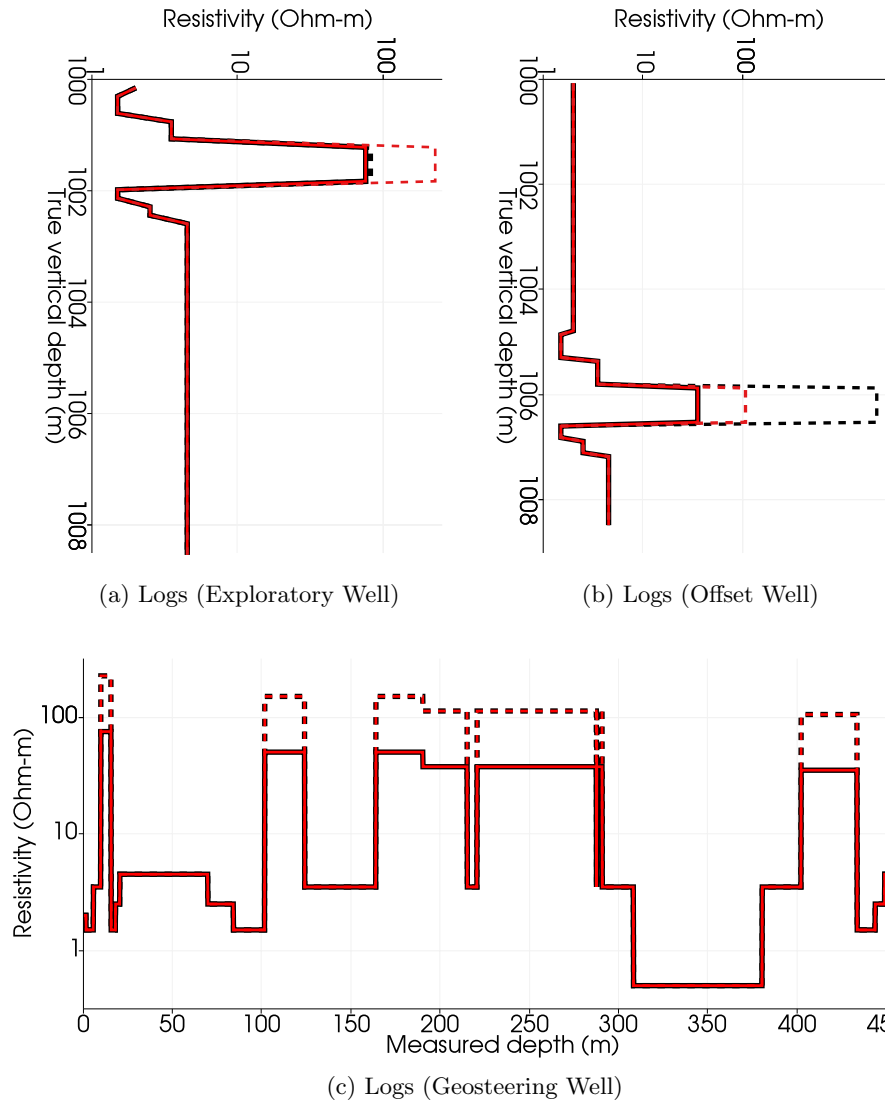 Resistivity (Ohm-m)
1 10 100
1000
1002
1004
1006
1008
True vertical depth (m)
(a) Logs (Exploratory Well)
Resistivity (Ohm-m)
10 100
1000
1002
1004
1006
1008
True vertical depth (m)
(b) Logs (Offset Well)
Resistivity (Ohm-m)
100
10
1
0 50 100 150 200 250 300 350 400 45
Measured depth (m)
(c) Logs (Geosteering Well)